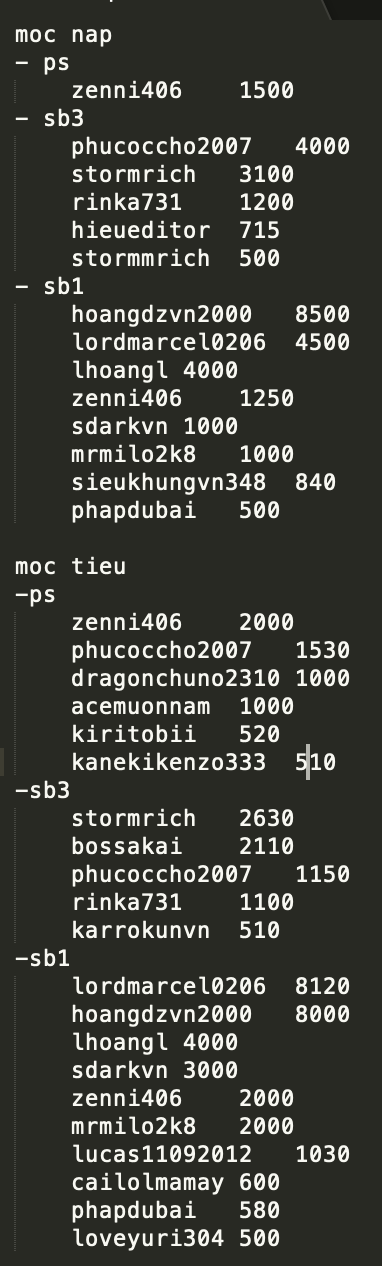 moc nap
- ps
zenni406 1500
- sb3
phucoccho2007 4000
stormrich 3100
rinka731 1200
hieueditor 715
stormmrich 500
- sb1
hoangdzvn2000 8500
lordmarcel0206 4500
lhoangl 4000
zenni406 1250
sdarkvn 1000
mrmilo2k8 1000
sieukhungvn348 840
phapdubai 500
moc tieu
-ps
zenni406 2000
phucoccho2007 1530
dragonchuno2310 1000
acemuonnam 1000
kiritobii 520
kanekikenzo333 510
-sb3
stormrich 2630
bossakai 2110
phucoccho2007 1150
rinka731 1100
karrokunvn 510
-sb1
lordmarcel0206 8120
hoangdzvn2000 8000
lhoangl 4000
sdarkvn 3000
zenni406 2000
mrmilo2k8 2000
lucas11092012 1030
cailolmamay 600
phapdubai 580
loveyuri304 500